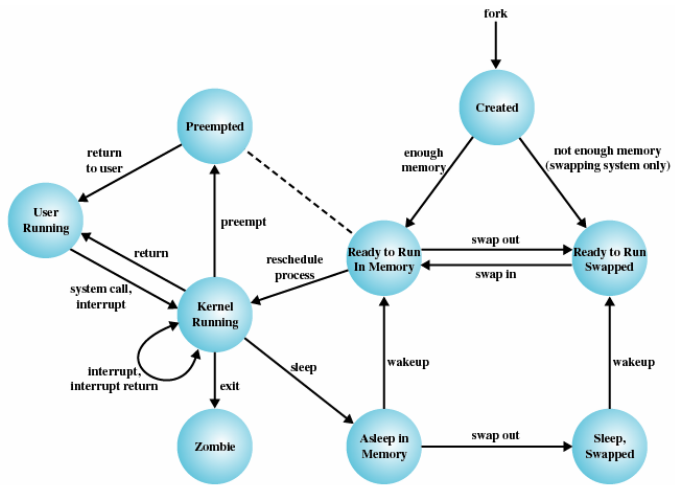 fork
Created
Preempted
enough
memory
not enough memory
(swapping system only)
return
to user
User
Running
preempt
return
Ready to Run
In Memory
swap out
swap in
Ready to Run
Swapped
reschedule
process
system call,
interrupt
Kernel
Running
interrupt,
interrupt return
sleep
exit
wakeup
wakeup
Zombie
Asleep in
Memory
swap out
Sleep,
Swapped